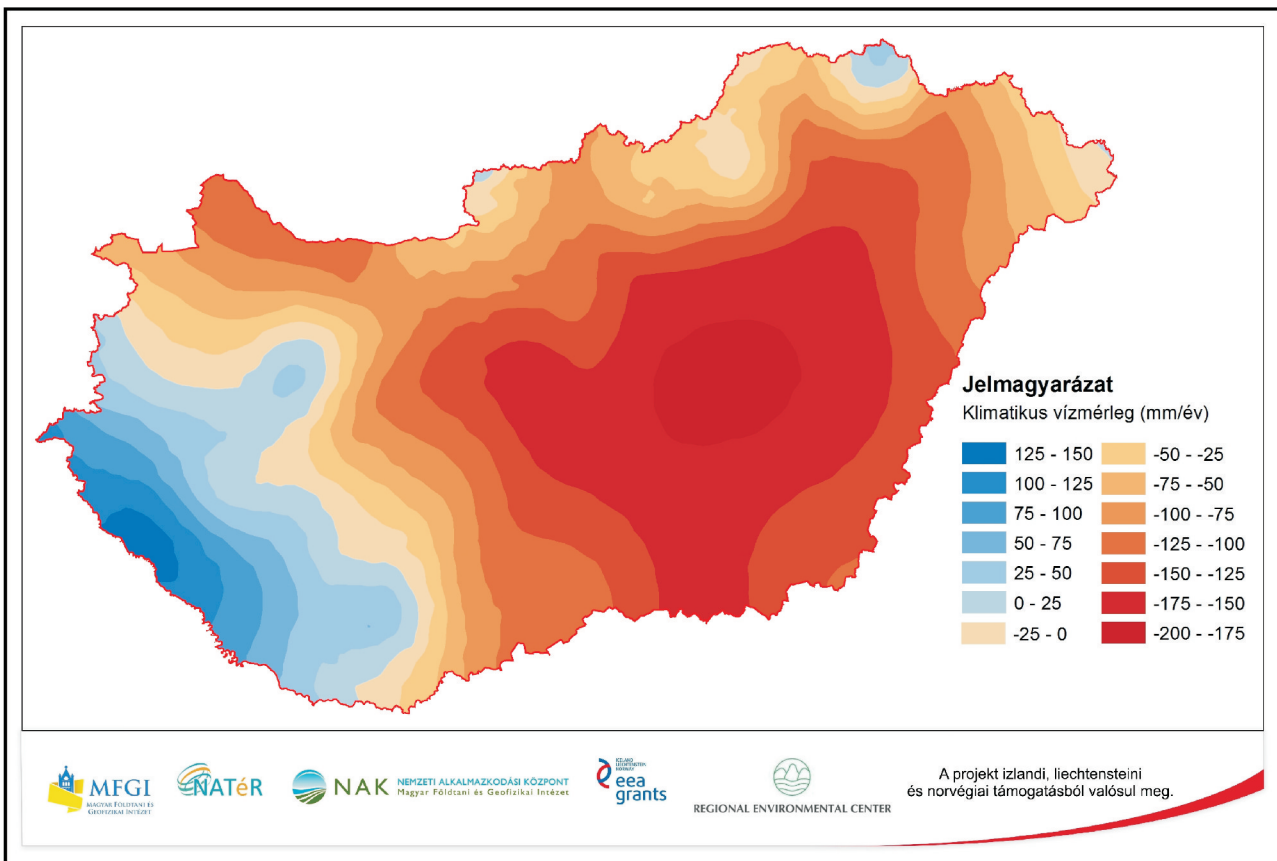 Jelmagyarázat
Klimatikus vízmérleg (mm/év)
125 - 150
100 - 125
75 - 100
50 - 75
25 - 50
0 - 25
-25 - 0
-50 - -25
-75 - -50
-100 - -75
-125 - -100
-150 - -125
-175 - -150
-200 - -175
MFGI
MAGYAR FÖLDTANI ÉS
GEOFIZIKAI INTÉZET
NATéR
NAK
NEMZETI ALKALMAZKODÁSI KÖZPONT
Magyar Földtani és Geofizikai Intézet
ICELAND
LIECHTENSTEIN
NORWAY
eea
grants
REGIONAL ENVIRONMENTAL CENTER
A projekt izlandi, liechtensteini
és norvégiai támogatásból valósul meg.